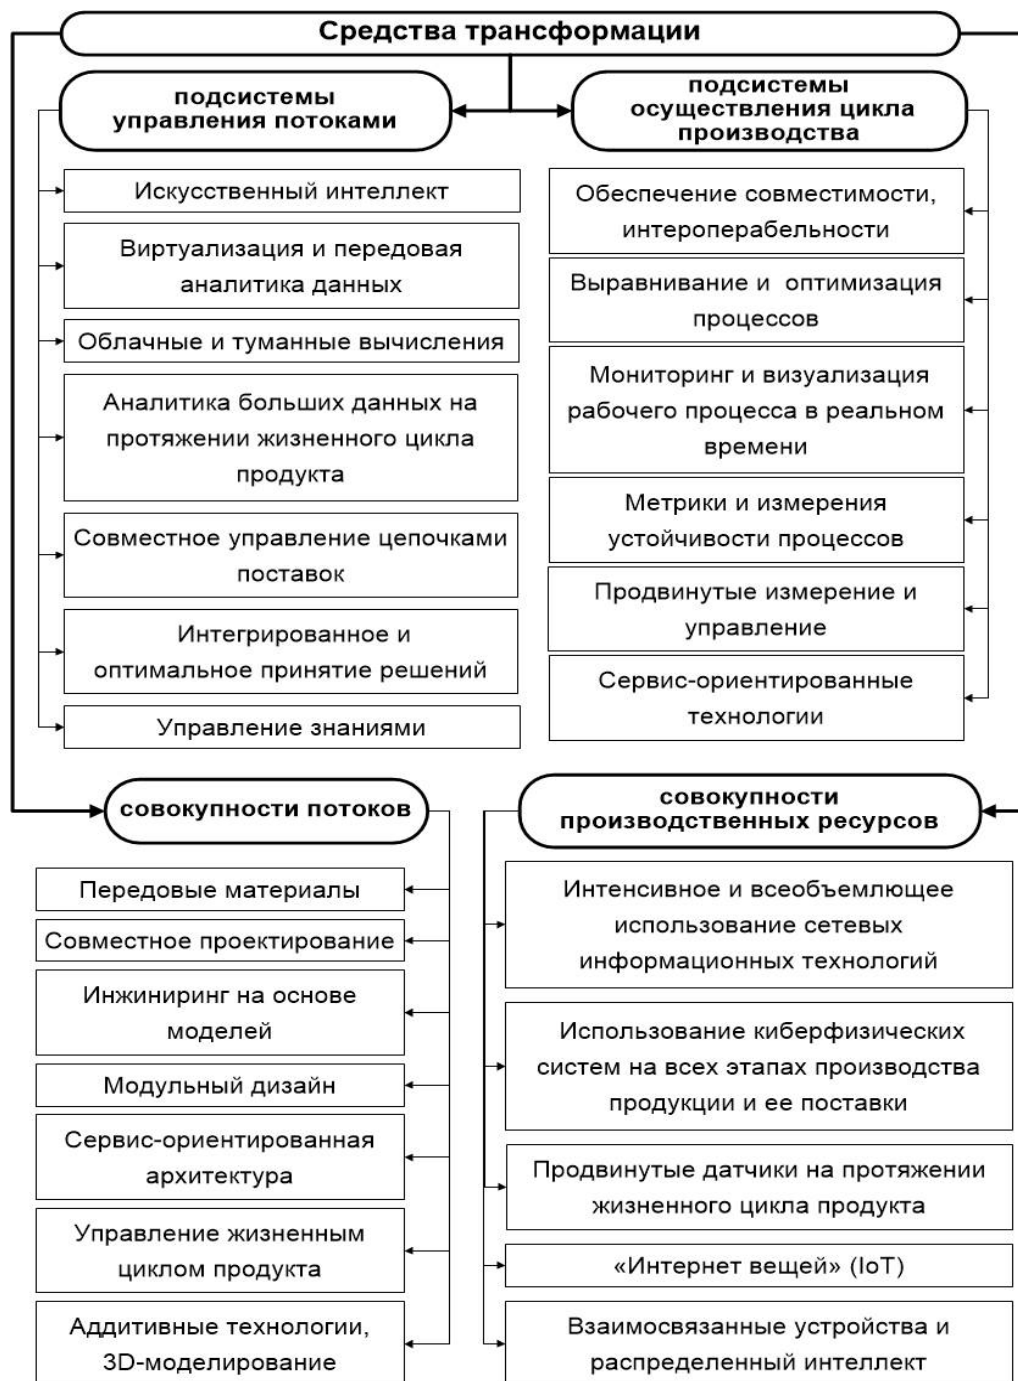 Средства трансформации
подсистемы
управления потоками
Искусственный интеллект
Виртуализация и передовая
аналитика данных
Облачные и туманные вычисления
Аналитика больших данных на
протяжении жизненного цикла
продукта
Совместное управление цепочками
поставок
Интегрированное и
оптимальное принятие решений
Управление знаниями
подсистемы
осуществления цикла
производства
Обеспечение совместимости,
интероперабельности
Выравнивание и оптимизация
процессов
Мониторинг и визуализация
рабочего процесса в реальном
времени
Метрики и измерения
устойчивости процессов
Продвинутые измерение и
управление
Сервис-ориентированные
технологии
совокупности потоков
Передовые материалы
Совместное проектирование
Инжиниринг на основе
моделей
Модульный дизайн
Сервис-ориентированная
архитектура
Управление жизненным
циклом продукта
Аддитивные технологии,
3D-моделирование
совокупности
производственных ресурсов
Интенсивное и всеобъемлющее
использование сетевых
информационных технологий
Использование киберфизических
систем на всех этапах производства
продукции и ее поставки
Продвинутые датчики на протяжении
жизненного цикла продукта
«Интернет вещей» (IoT)
Взаимосвязанные устройства и
распределенный интеллект